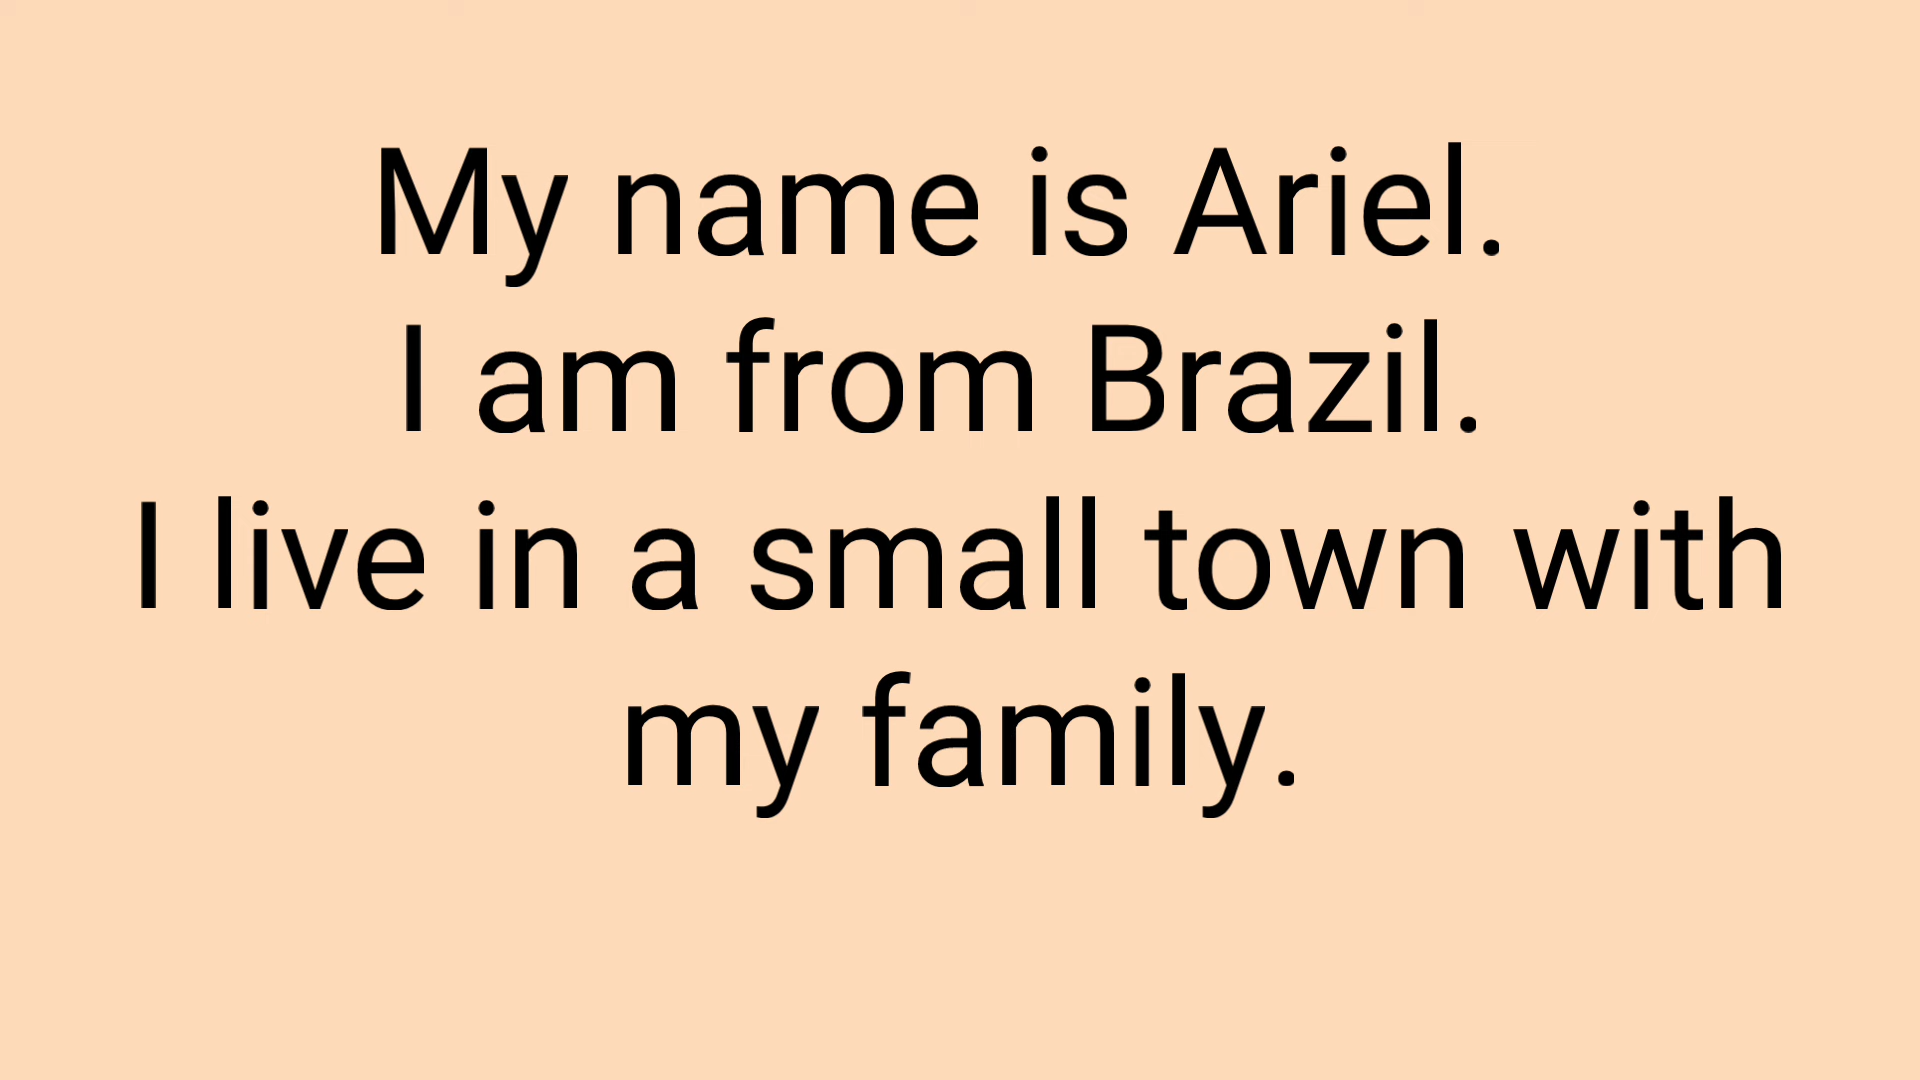 My name is Ariel.
I am from Brazil.
I live in a small town with
my family.